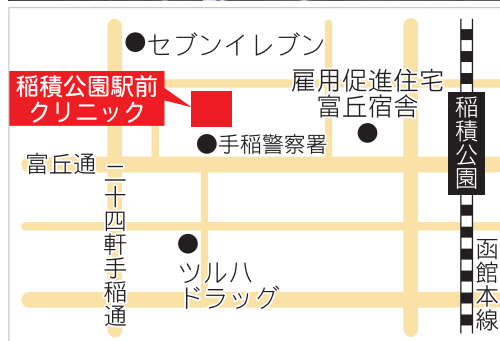 セブンイレブン
稲積公園駅前
クリニック
雇用促進住宅
富丘宿舎
稲積公園
手稲警察署
富丘通
二十四軒手稲通
ツルハ
ドラッグ
函館本線